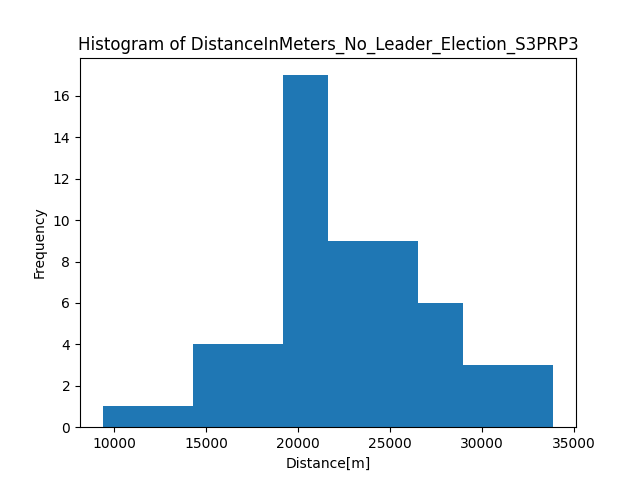 Histogram of DistanceInMeters_No_Leader_Election_S3PRP3
16
14
12
10
8
6
4
2
0
Frequency
10000 15000 20000 25000 30000 35000
Distance[m]